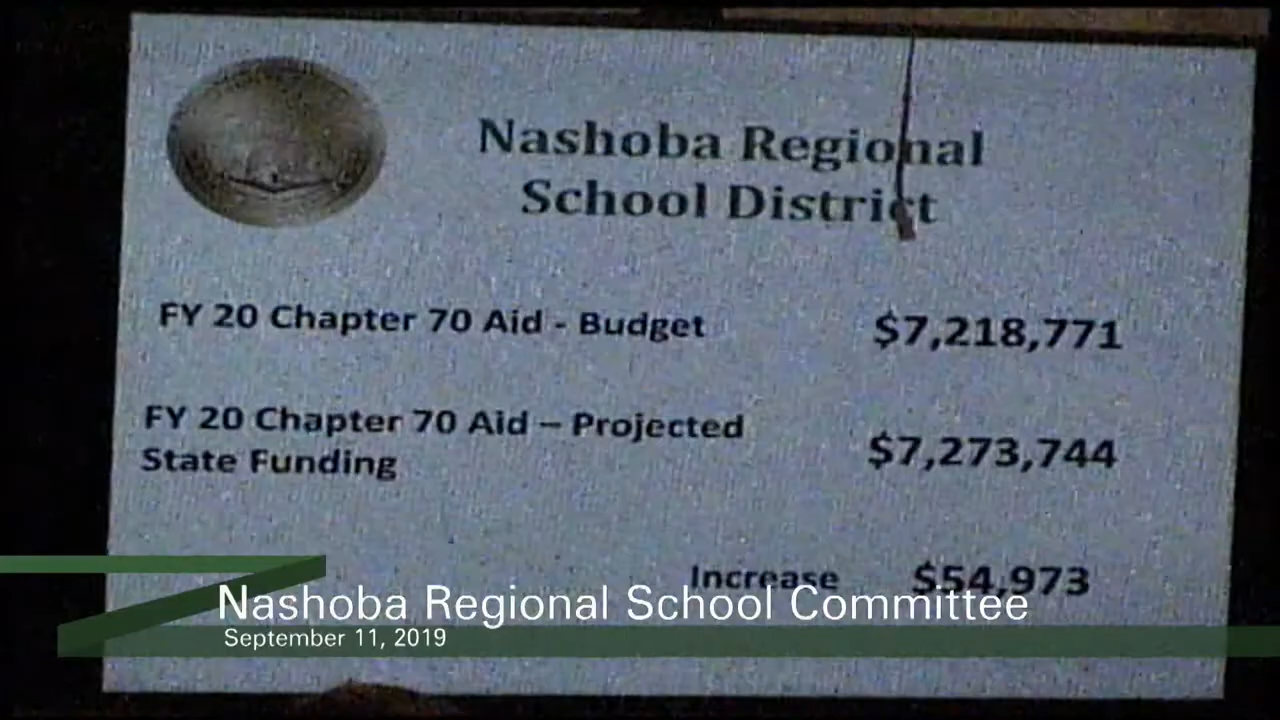 Nashoba Regional
School District
FY 20 Chapter 70 Aid - Budget $7,218,771
FY 20 Chapter 70 Aid – Projected
State Funding $7,273,744
Increase $54,973
Nashoba Regional School Committee
September 11, 2019